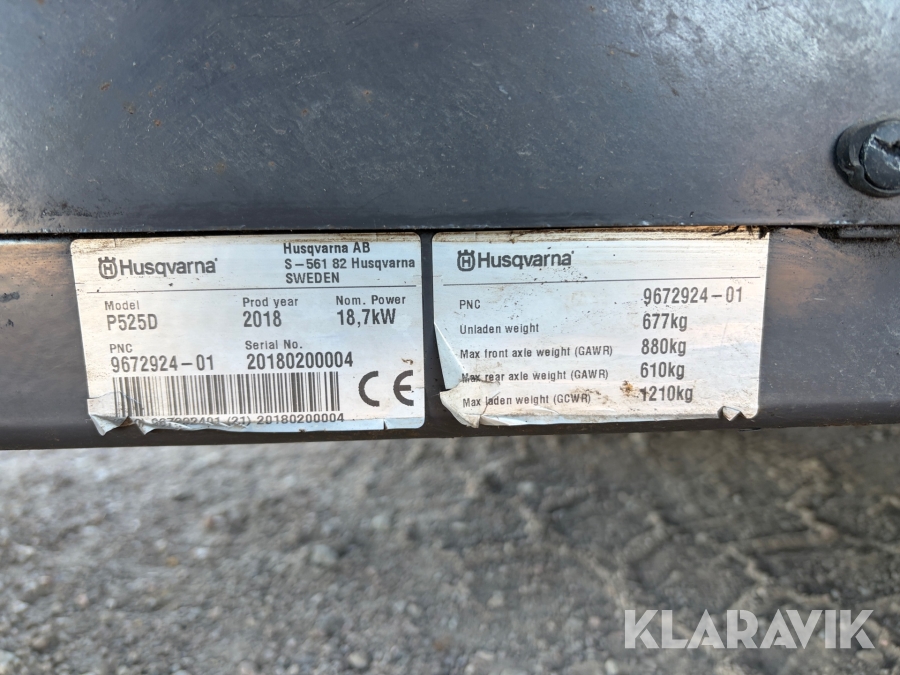 Husqvarna
Husqvarna AB
S-561 82 Husqvarna
SWEDEN
Model
P525D
Prod year
2018
Nom. Power
18,7kW
PNC
9672924-01
Serial No.
20180200004
CE
(21) 20180200004
Husqvarna
PNC 9672924-01
Unladen weight 677kg
Max front axle weight (GAWR) 880kg
Max rear axle weight (GAWR) 610kg
Max laden weight (GCWR) 1210kg
KLARAVIK